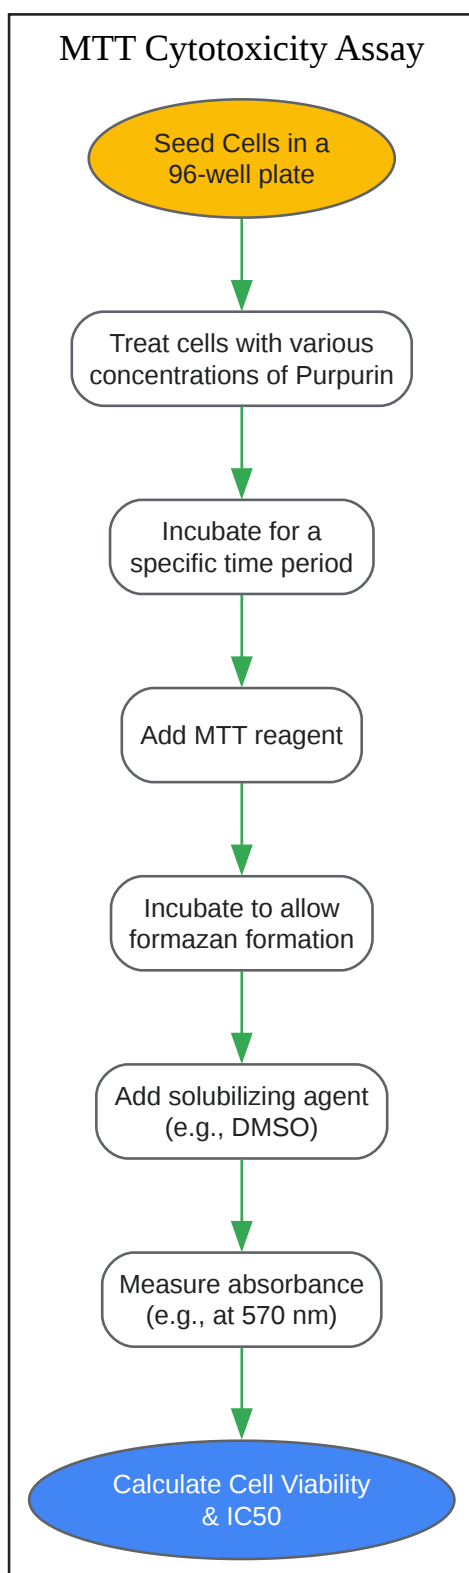 MTT Cytotoxicity Assay
Seed Cells in a
96-well plate
Treat cells with various
concentrations of Purpurin
Incubate for a
specific time period
Add MTT reagent
Incubate to allow
formazan formation
Add solubilizing agent
(e.g., DMSO)
Measure absorbance
(e.g., at 570 nm)
Calculate Cell Viability
& IC50